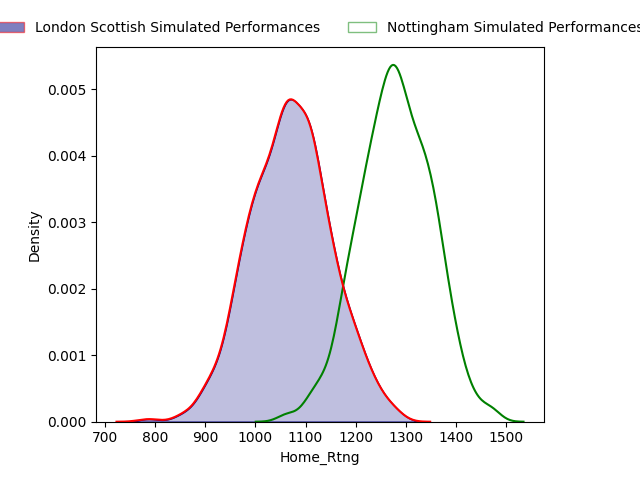 London Scottish Simulated Performances
Nottingham Simulated Performances
0.005
0.004
0.003
0.002
0.001
0.000
Density
700 800 900 1000 1100 1200 1300 1400 1500
Home_Rtng